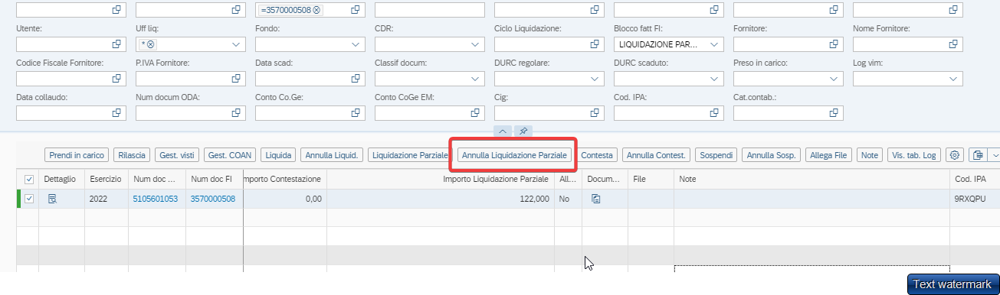 =3570000508
Utente: Uff liq: Fondo: CDR: Ciclo Liquidazione: Blocco fatt FI: Fornitore: Nome Fornitore:
* LIQUIDAZIONE PAR...
Codice Fiscale Fornitore: P.IVA Fornitore: Data scad: Classif docum: DURC regolare: DURC scaduto: Preso in carico: Log vim:
Data collaudo: Num docum ODA: Conto Co.Ge: Conto CoGe EM: Cig: Cod. IPA: Cat.contab.:
Prendi in carico Rilascia Gest. visti Gest. COAN Liquida Annulla Liquid. Liquidazione Parziale Annulla Liquidazione Parziale Contesta Annulla Contest. Sospendi Annulla Sosp. Allega File Note Vis. tab. Log
Dettaglio Esercizio Num doc ... Num doc FI mporto Contestazione Importo Liquidazione Parziale All... Docum... File Note Cod. IPA
2022 5105601053 3570000508 0,00 122,000 No 9RXQPU
Text watermark